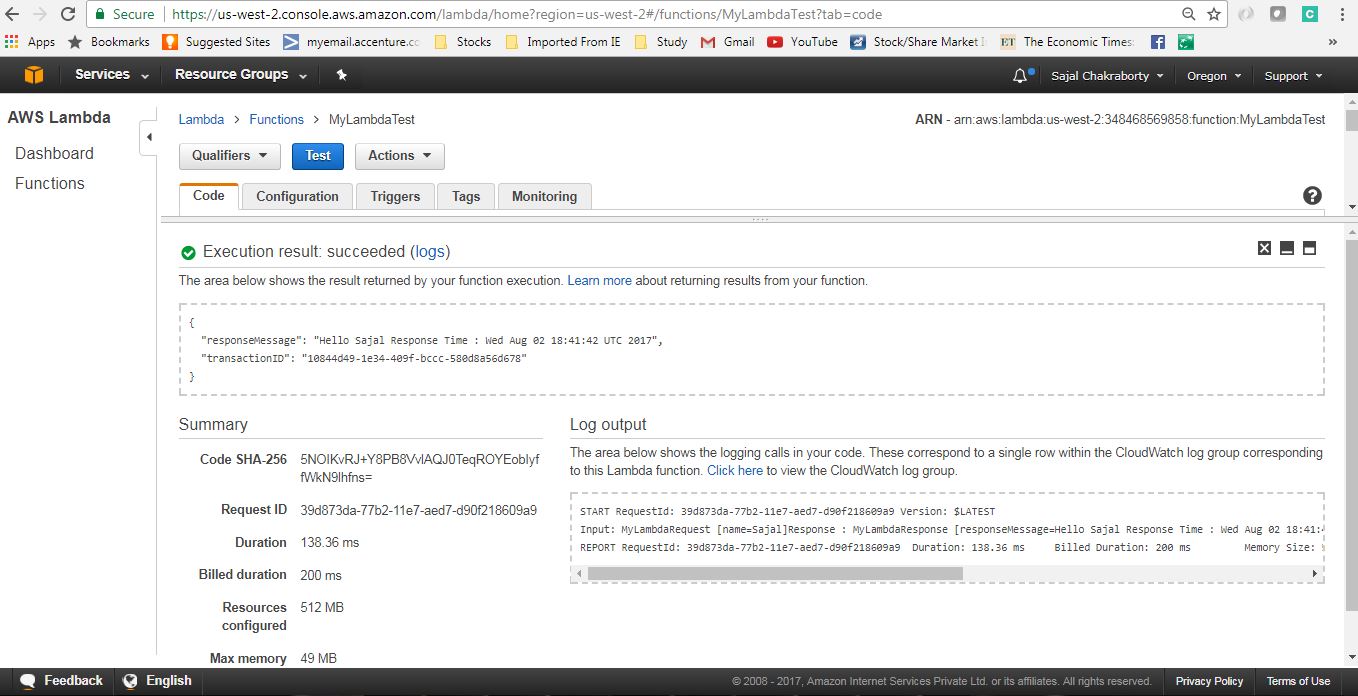 Secure https://us-west-2.console.aws.amazon.com/lambda/home?region=us-west-2#/functions/MyLambdaTest?tab=code
Apps Bookmarks Suggested Sites myemail.accenture.cc Stocks Imported From IE Study Gmail YouTube Stock/Share Market ET The Economic Times: »
Services Resource Groups Sajal Chakraborty Oregon Support
AWS Lambda
Dashboard
Functions
Lambda > Functions > MyLambdaTest ARN - arn:aws:lambda:us-west-2:348468569858:function:MyLambdaTest
Qualifiers Test Actions
Code Configuration Triggers Tags Monitoring
Execution result: succeeded (logs)
The area below shows the result returned by your function execution. Learn more about returning results from your function.
{
"responseMessage": "Hello Sajal Response Time : Wed Aug 02 18:41:42 UTC 2017",
"transactionID": "10844d49-1e34-409f-bccc-580d8a56d678"
}
Summary
Code SHA-256 5NOIKvRJ+Y8PB8VvlAQJ0TeqROYEoblyf
fWkN9lhfns=
Request ID 39d873da-77b2-11e7-aed7-d90f218609a9
Duration 138.36 ms
Billed duration 200 ms
Resources configured 512 MB
Max memory 49 MB
Log output
The area below shows the logging calls in your code. These correspond to a single row within the CloudWatch log group corresponding
to this Lambda function. Click here to view the CloudWatch log group.
START RequestId: 39d873da-77b2-11e7-aed7-d90f218609a9 Version: $LATEST
Input: MyLambdaRequest [name=Sajal]Response : MyLambdaResponse [responseMessage=Hello Sajal Response Time : Wed Aug 02 18:41:
REPORT RequestId: 39d873da-77b2-11e7-aed7-d90f218609a9 Duration: 138.36 ms Billed Duration: 200 ms Memory Size:
Feedback English © 2008 - 2017, Amazon Internet Services Private Ltd. or its affiliates. All rights reserved. Privacy Policy Terms of Use